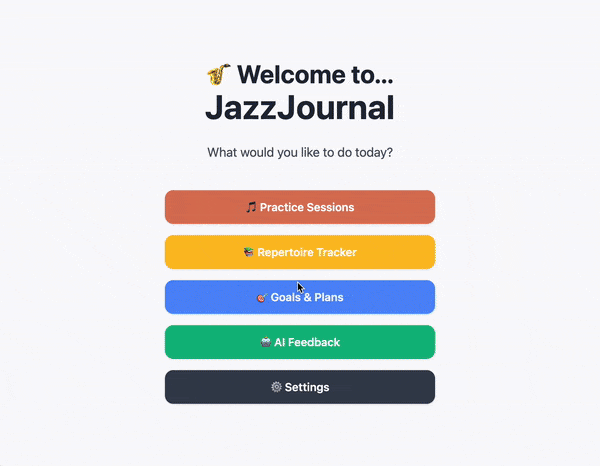 🎷 Welcome to...
JazzJournal
What would you like to do today?
🎵 Practice Sessions
📚 Repertoire Tracker
🎯 Goals & Plans
🤖 AI Feedback
⚙️ Settings